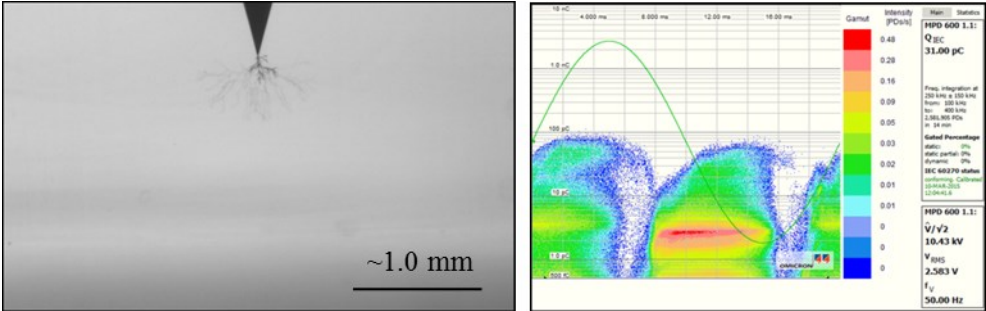 ~1.0 mm
10 nC
4.000 ms
8.000 ms
12.00 ms
16.00 ms
1.0 nC
100 pC
10 pC
1.0 pC
500 fC
OMICRON
Gamut
Intensity
[PDs/s]
0.48
0.28
0.16
0.09
0.05
0.03
0.02
0.01
0.01
0
0
0
Main Statistics
MPD 600 1.1:
Q IEC
31.00 pC
Freq. integration at
250 kHz ± 150 kHz
from: 100 kHz
to: 400 kHz
2,581,905 PDs
in 14 min
Gated Percentage
static: 0%
static partial: 0%
dynamic 0%
IEC 60270 status
conforming. Calibrated
10-MAR-2015
12:04:41.6
MPD 600 1.1:
V̂/√2
10.43 kV
V RMS
2.583 V
f V
50.00 Hz